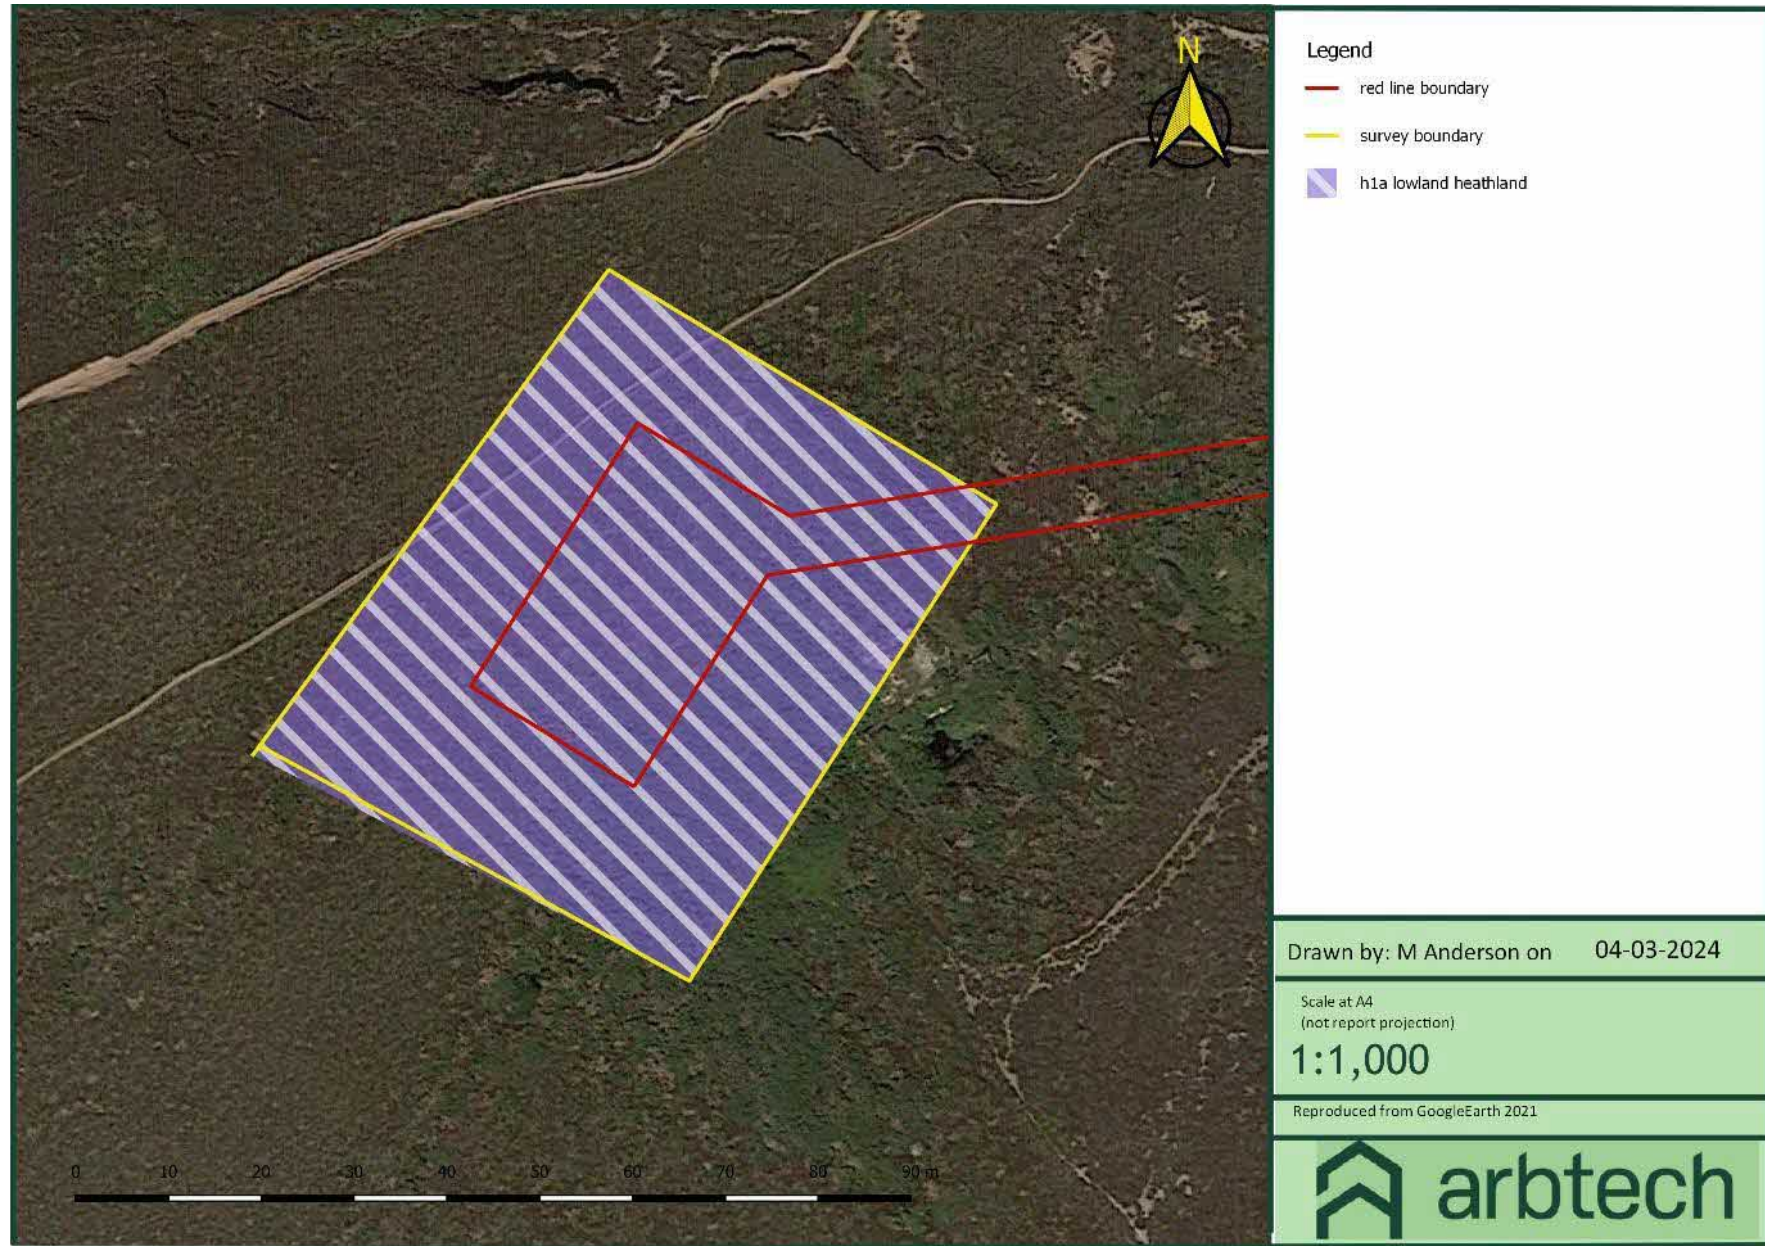 N
Legend
red line boundary
survey boundary
h1a lowland heathland
Drawn by: M Anderson on 04-03-2024
Scale at A4
(not report projection)
1:1,000
Reproduced from GoogleEarth 2021
arbtech
0 10 20 30 40 50 60 70 80 90 m